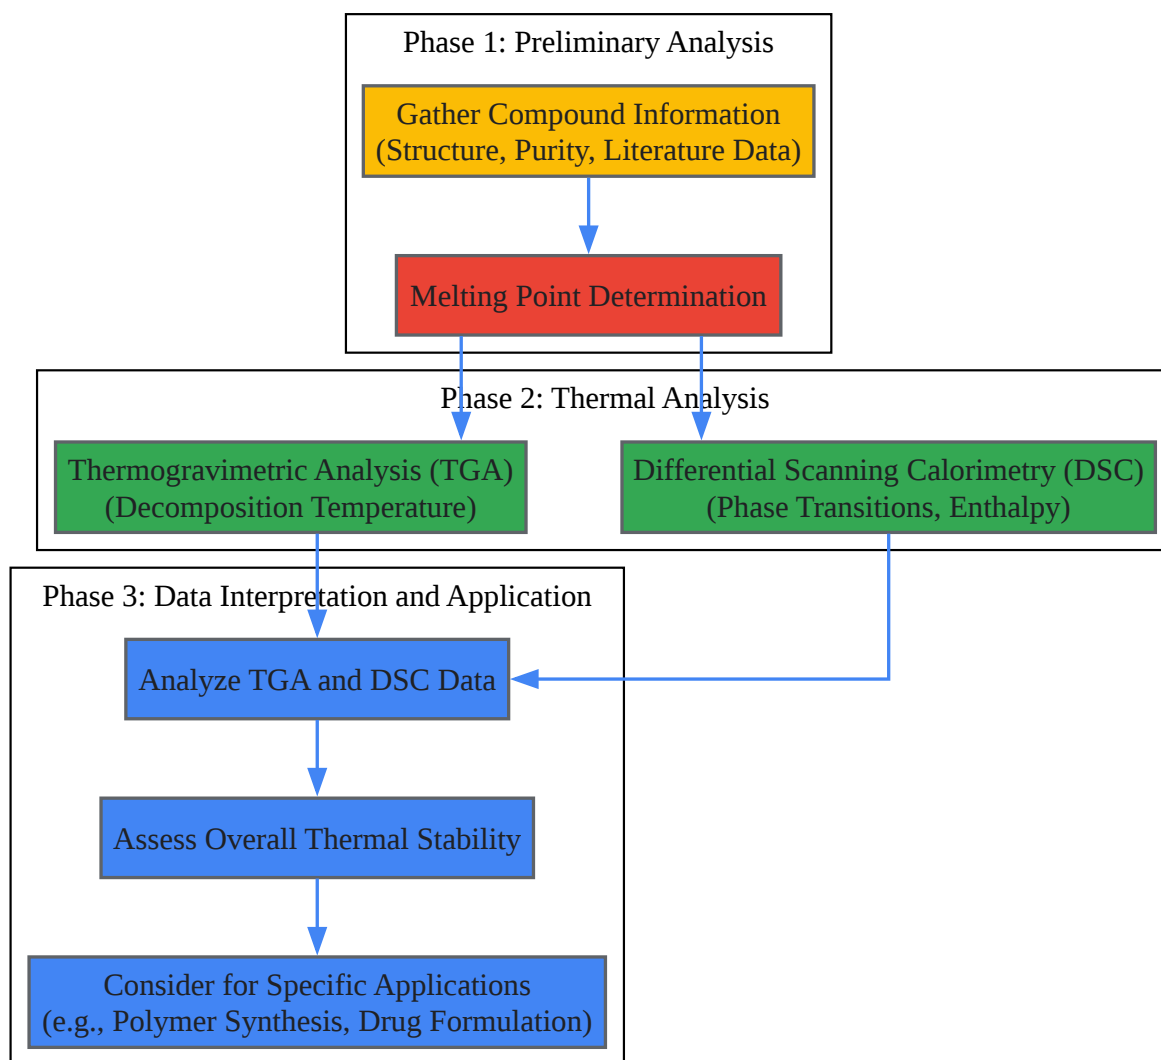 Phase 1: Preliminary Analysis
Gather Compound Information
(Structure, Purity, Literature Data)
Melting Point Determination
Phase 2: Thermal Analysis
Thermogravimetric Analysis (TGA)
(Decomposition Temperature)
Differential Scanning Calorimetry (DSC)
(Phase Transitions, Enthalpy)
Phase 3: Data Interpretation and Application
Analyze TGA and DSC Data
Assess Overall Thermal Stability
Consider for Specific Applications
(e.g., Polymer Synthesis, Drug Formulation)